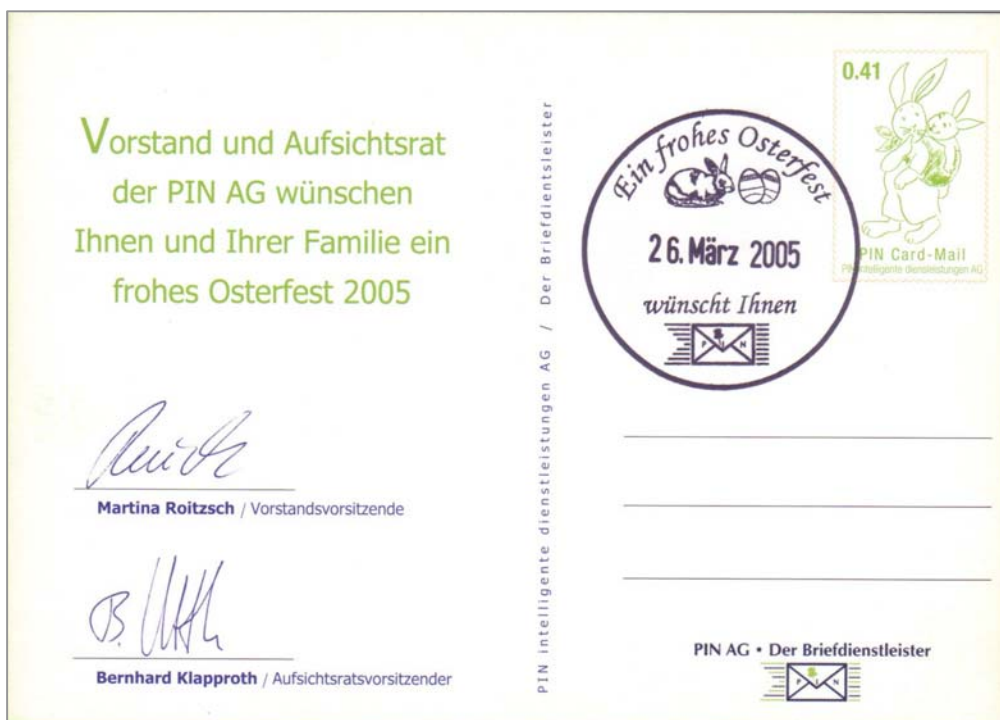 Vorstand und Aufsichtsrat
der PIN AG wünschen
Ihnen und Ihrer Familie ein
frohes Osterfest 2005
Martina Roitzsch / Vorstandsvorsitzende
B.
Bernhard Klapproth / Aufsichtsratsvorsitzender
PIN intelligente dienstleistungen AG / Der Briefdientsleister
Ein frohes Osterfest
26. März 2005
wünscht Ihnen
P I N
0.41
PIN Card-Mail
PIN intelligente dienstleistungen AG
PIN AG • Der Briefdienstleister
P I N